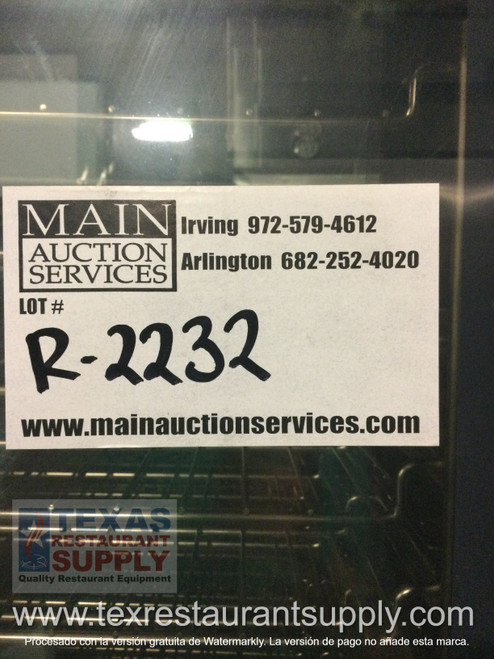 MAIN
AUCTION
SERVICES
Irving 972-579-4612
Arlington 682-252-4020
LOT #
R-2232
www.mainauctionservices.com
TEXAS
RESTAURANT
SUPPLY
Quality Restaurant Equipment
www.texrestaurantsupply.com
Procesado con la versión gratuita de Watermarkly. La versión de pago no añade esta marca.